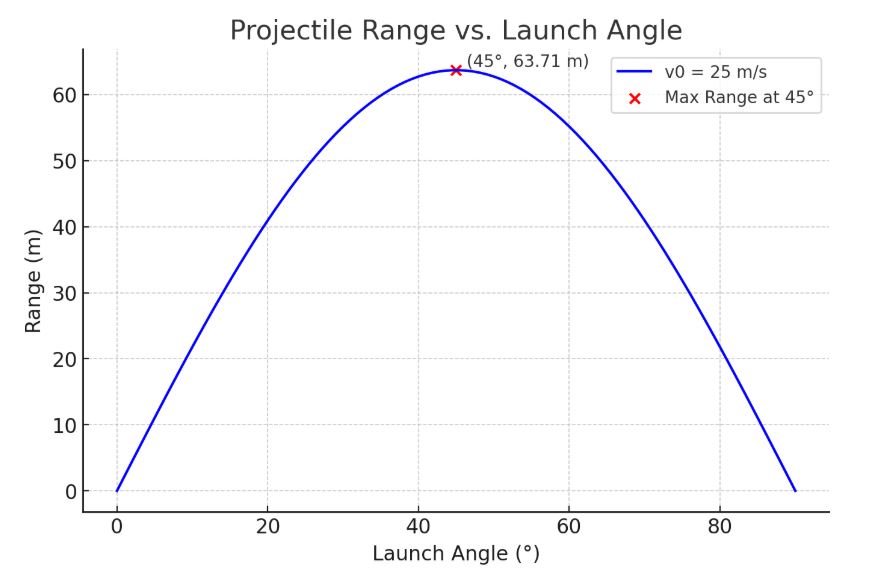 Projectile Range vs. Launch Angle
(45°, 63.71 m)
v0 = 25 m/s
Max Range at 45°
Range (m)
60
50
40
30
20
10
0
0 20 40 60 80
Launch Angle (°)